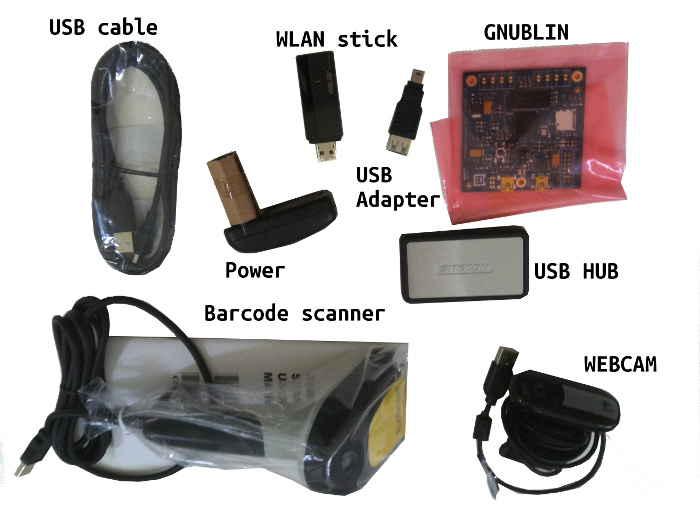 USB cable
WLAN stick
GNUBLIN
USB
Adapter
Power
SITECOM
USB HUB
Barcode scanner
WEBCAM